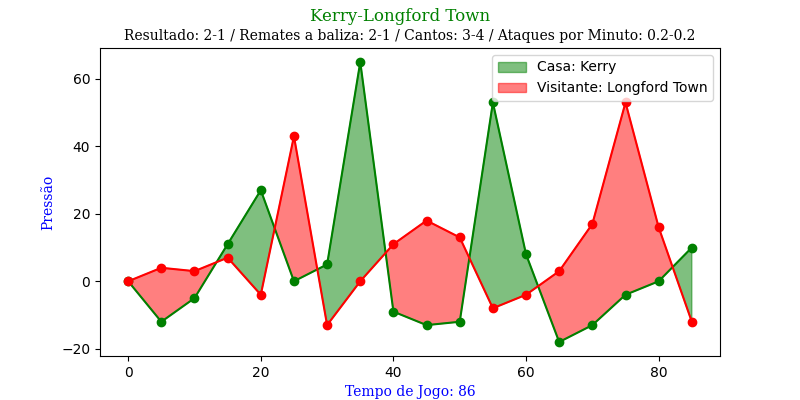 Kerry-Longford Town
Resultado: 2-1 / Remates a baliza: 2-1 / Cantos: 3-4 / Ataques por Minuto: 0.2-0.2
Casa: Kerry
Visitante: Longford Town
Pressão
60
40
20
0
−20
0 20 40 60 80
Tempo de Jogo: 86